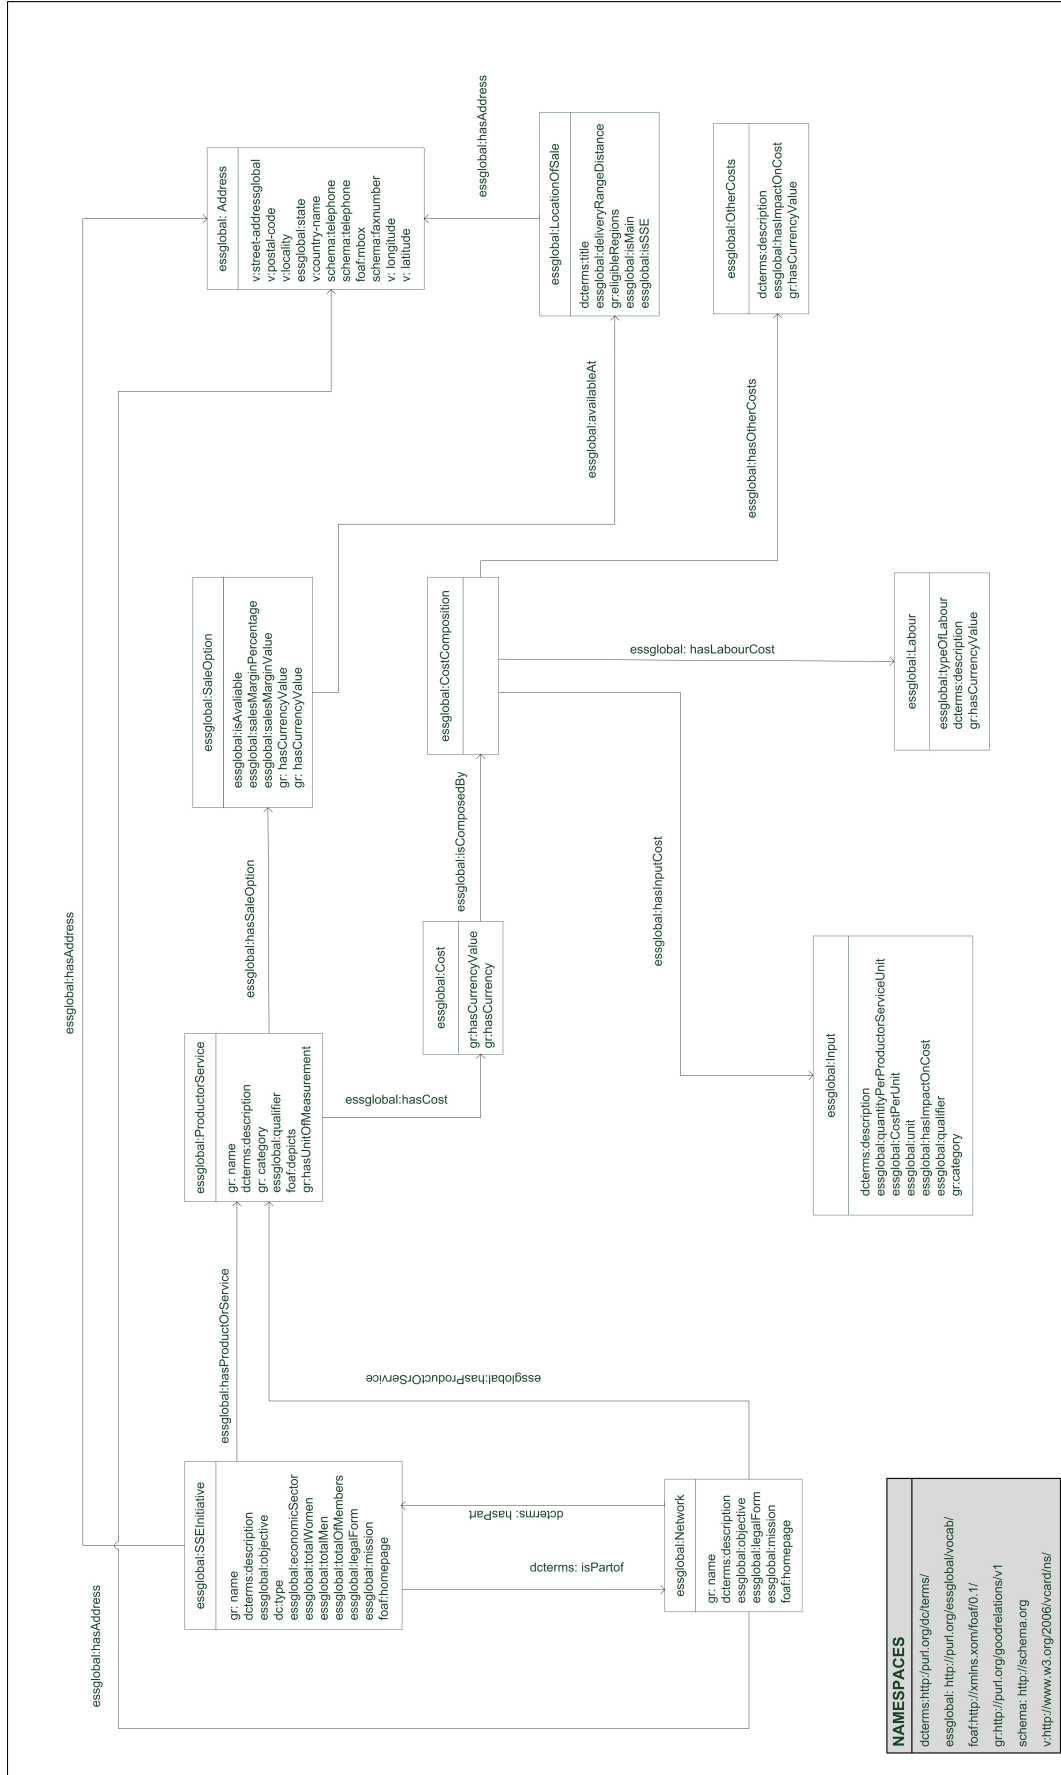 essglobal:hasAddress
essglobal:hasAddress
essglobal:SSEInitiative
gr: name
dcterms:description
essglobal:objective
dc:type
essglobal:economicSector
essglobal:totalWomen
essglobal:totalMen
essglobal:totalOfMembers
essglobal:legalForm
essglobal:mission
foaf:homepage
essglobal:hasProductOrService
essglobal:ProductorService
gr: name
dcterms:description
gr: category
essglobal:qualifier
foaf:depicts
gr:hasUnitOfMeasurement
essglobal:hasSaleOption
essglobal:SaleOption
essglobal:isAvaliable
essglobal:salesMarginPercentage
essglobal:salesMarginValue
gr: hasCurrencyValue
gr: hasCurrencyValue
essglobal: Address
v:street-addressglobal
v:postal-code
v:locality
essglobal:state
v:country-name
schema:telephone
schema:telephone
foaf:mbox
schema:faxnumber
v: longitude
v: latitude
essglobal:hasAddress
essglobal:hasProductOrService
essglobal:hasCost
essglobal:Cost
gr:hasCurrencyValue
gr:hasCurrency
essglobal:isComposedBy
essglobal:CostComposition
essglobal:availableAt
essglobal:LocationOfSale
dcterms:title
essglobal:deliveryRangeDistance
gr:eligibleRegions
essglobal:isMain
essglobal:isSSE
dcterms: hasPart
dcterms: isPartof
essglobal:Network
gr: name
dcterms:description
essglobal:objective
essglobal:legalForm
essglobal:mission
foaf:homepage
essglobal:hasInputCost
essglobal: hasLabourCost
essglobal:hasOtherCosts
essglobal:OtherCosts
dcterms:description
essglobal:hasImpactOnCost
gr:hasCurrencyValue
essglobal:Input
dcterms:description
essglobal:quantityPerProductorServiceUnit
essglobal:CostPerUnit
essglobal:unit
essglobal:hasImpactOnCost
essglobal:qualifier
gr:category
essglobal:Labour
essglobal:typeOfLabour
dcterms:description
gr:hasCurrencyValue
NAMESPACES
dcterms:http:/purl.org/dc/terms/
essglobal: http://purl.org/essglobal/vocab/
foaf:http://xmlns.xom/foaf/0.1/
gr:http://purl.org/goodrelations/v1
schema: http://schema.org
v:http://www.w3.org/2006/vcard/ns/